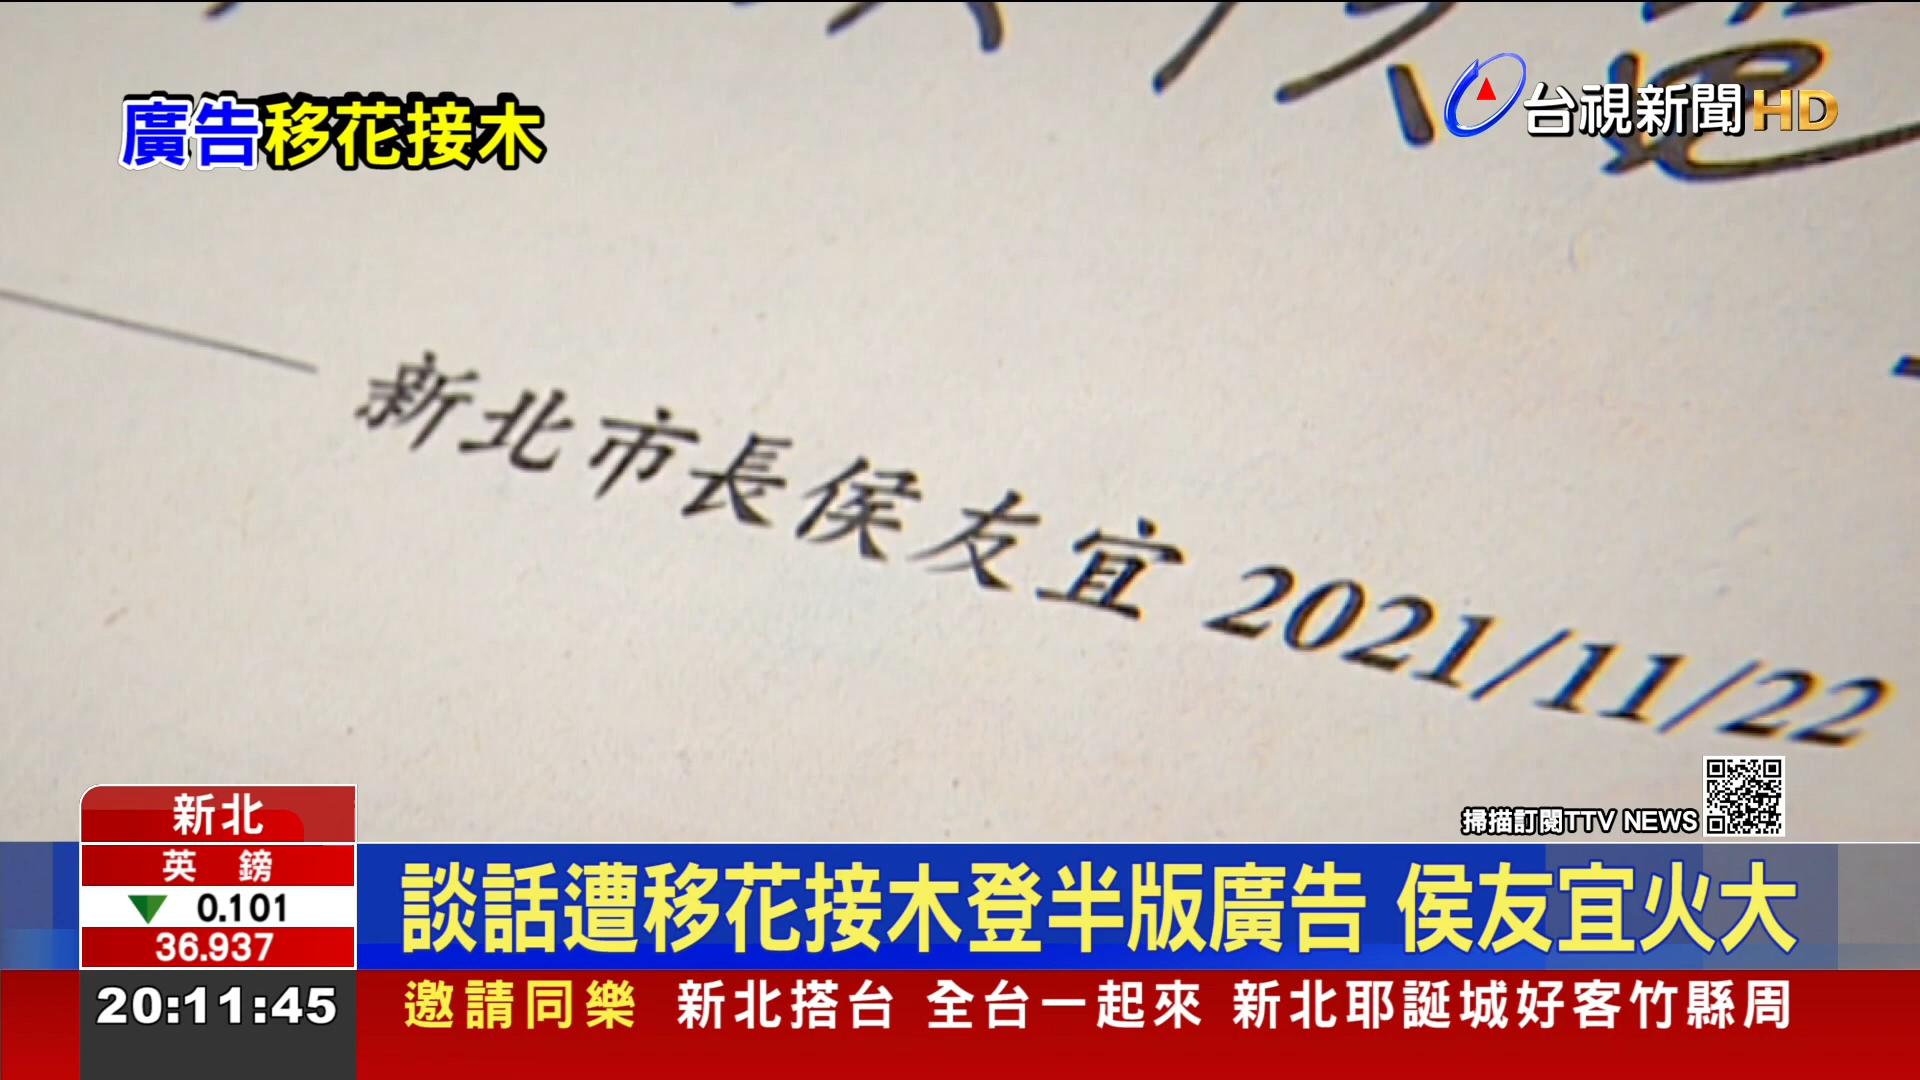 廣告移花接木
台視新聞HD
新北市長侯友宜 2021/11/22
掃描訂閱TTV NEWS
新北
英 鎊
0.101
36.937
談話遭移花接木登半版廣告 侯友宜火大
20:11:45
邀請同樂 新北搭台 全台一起來 新北耶誕城好客竹縣周